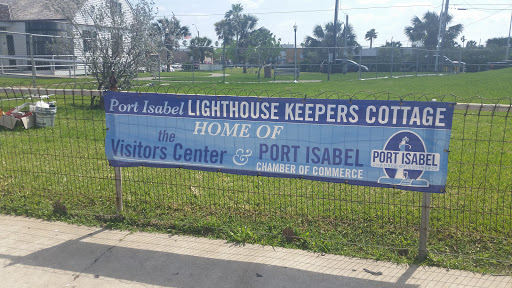 Port Isabel LIGHTHOUSE KEEPERS COTTAGE
HOME OF
the
Visitors Center & PORT ISABEL
CHAMBER OF COMMERCE
PORT ISABEL